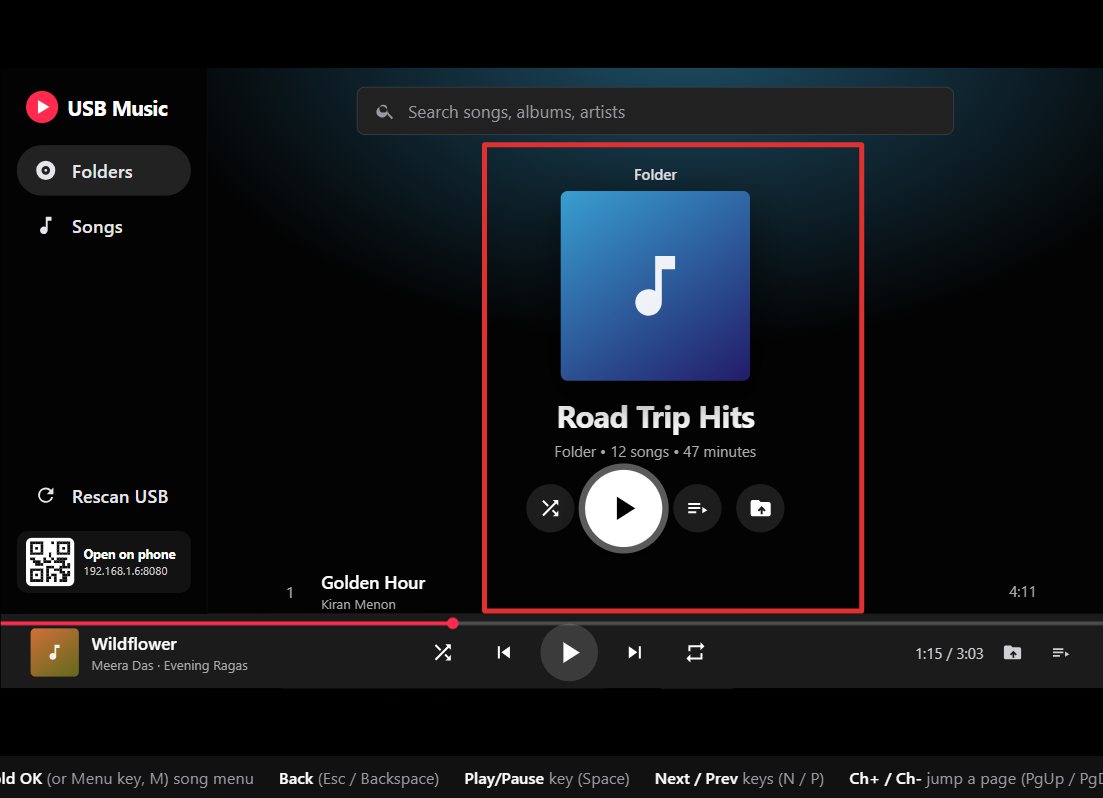 USB Music
Search songs, albums, artists
Folders
Songs
Folder
Road Trip Hits
Folder • 12 songs • 47 minutes
Rescan USB
Open on phone
192.168.1.6:8080
1 Golden Hour 4:11
Kiran Menon
Wildflower
Meera Das · Evening Ragas
1:15 / 3:03
OK (or Menu key, M) song menu Back (Esc / Backspace) Play/Pause key (Space) Next / Prev keys (N / P) Ch+ / Ch- jump a page (PgUp /